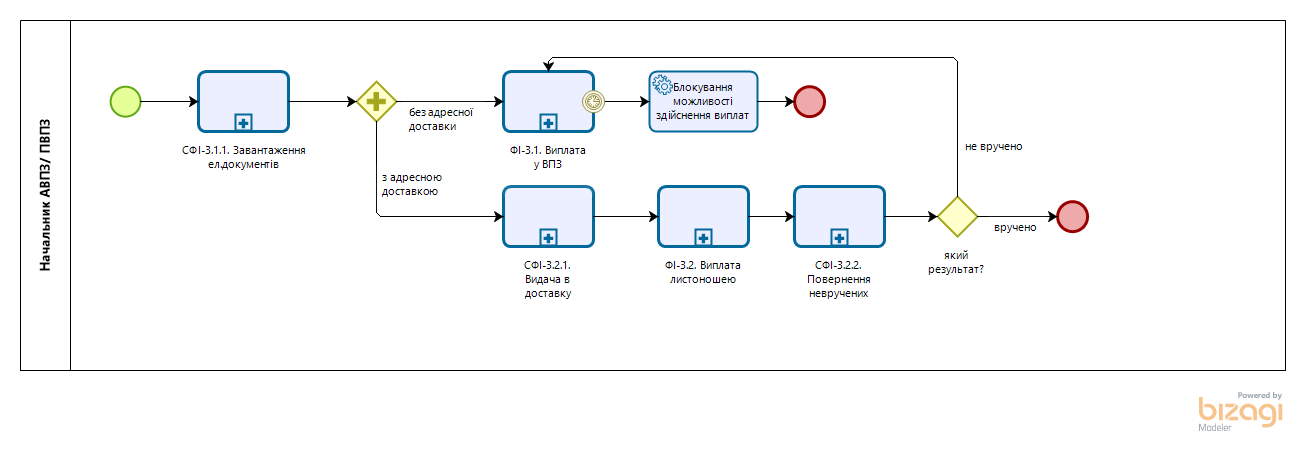 Начальник АВПЗ/ ПВПЗ
СФІ-3.1.1. Завантаження
ел.документів
без адресної
доставки
з адресною
доставкою
ФІ-3.1. Виплата
у ВПЗ
Блокування
можливості
здійснення виплат
СФІ-3.2.1.
Видача в
доставку
ФІ-3.2. Виплата
листоношею
СФІ-3.2.2.
Повернення
невручених
не вручено
вручено
який
результат?
Powered by
bizagi
Modeler